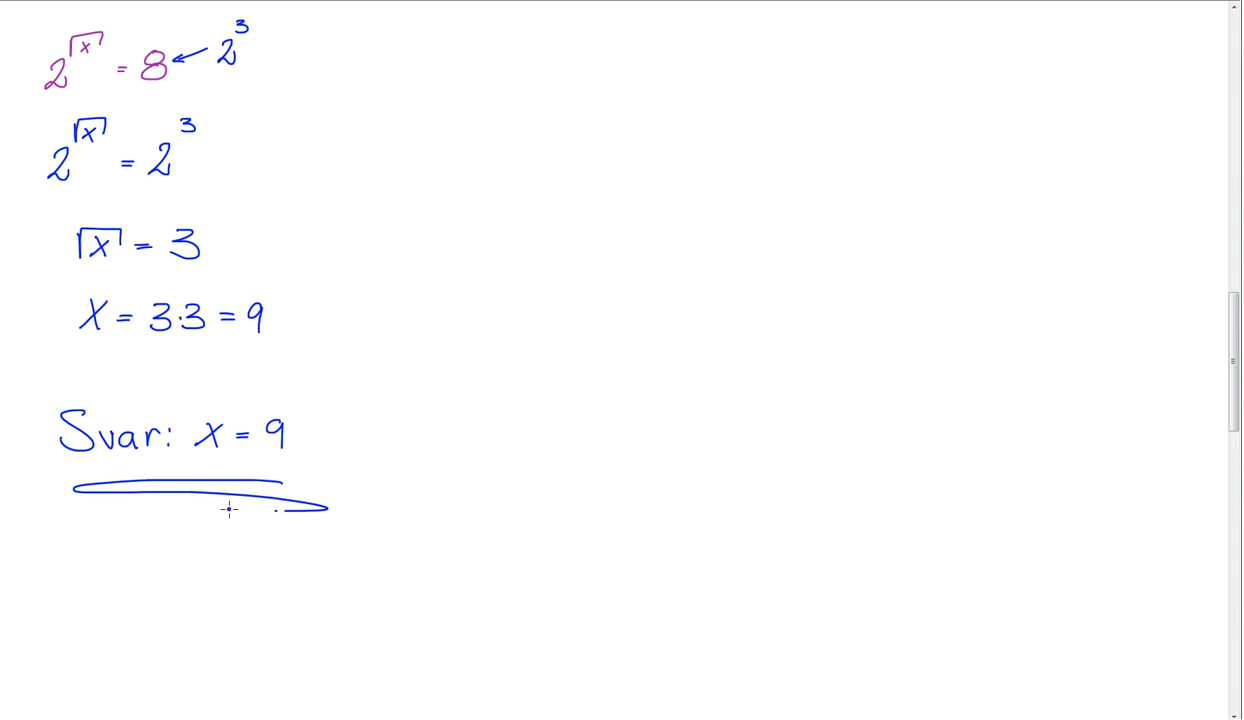 2^√x = 8 ← 2^3
2^√x = 2^3
√x = 3
x = 3·3 = 9
Svar: x = 9